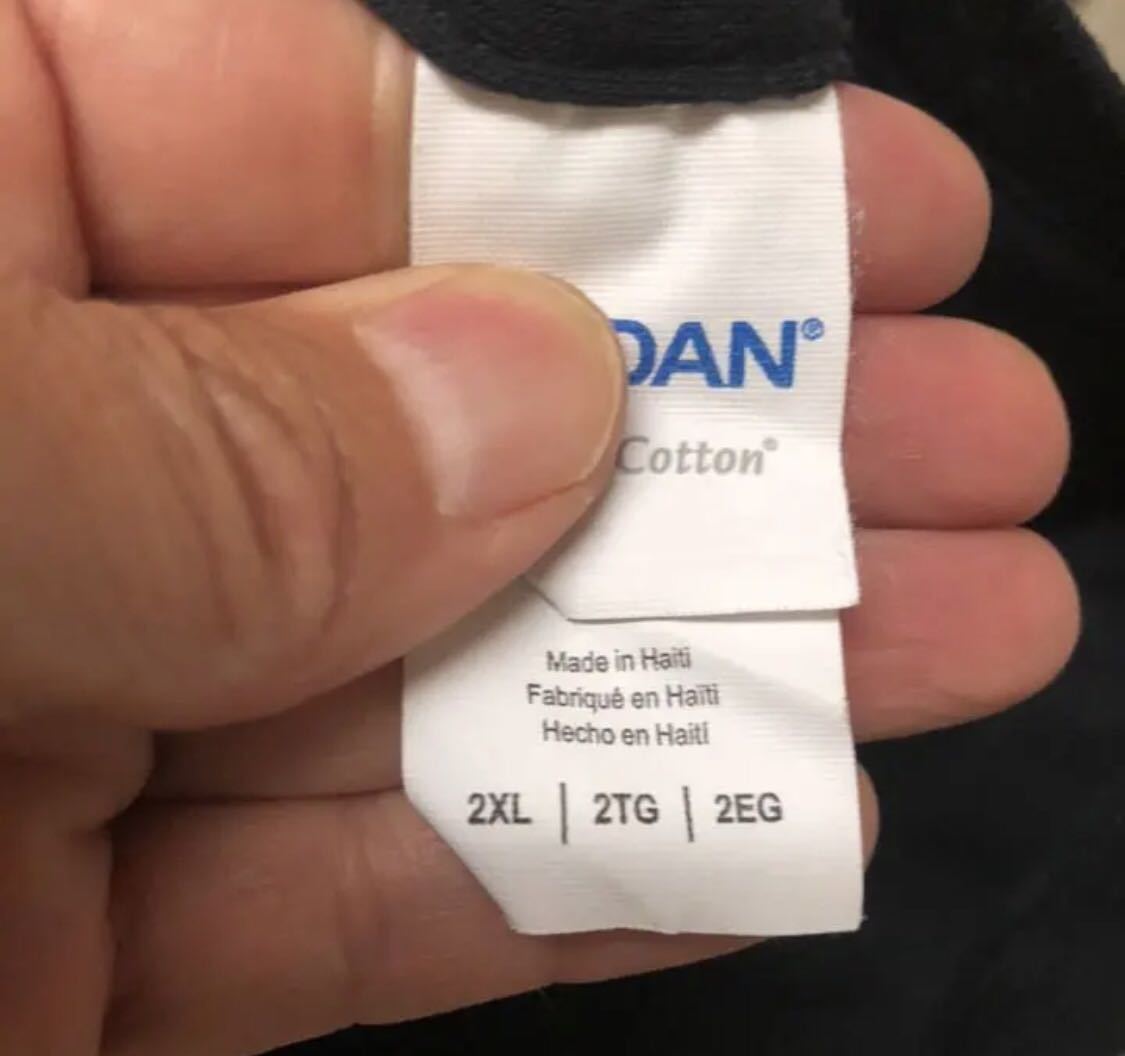 DAN®
Cotton®
Made in Haiti
Fabriqué en Haïti
Hecho en Haití
2XL | 2TG | 2EG